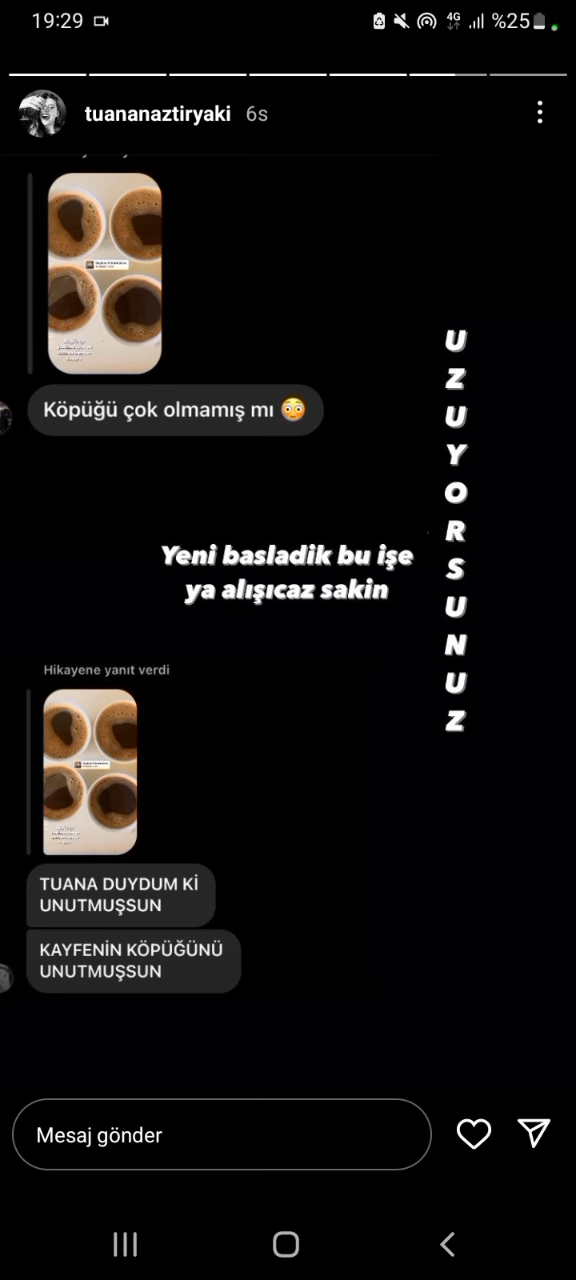 19:29
4G
%25
tuananaztiryaki 6s
Köpüğü çok olmamış mı 😳
UZUYORSUNUZ
Yeni basladik bu işe
ya alışıcaz sakin
Hikayene yanıt verdi
TUANA DUYDUM Kİ
UNUTMUŞSUN
KAYFENİN KÖPÜĞÜNÜ
UNUTMUŞSUN
Mesaj gönder